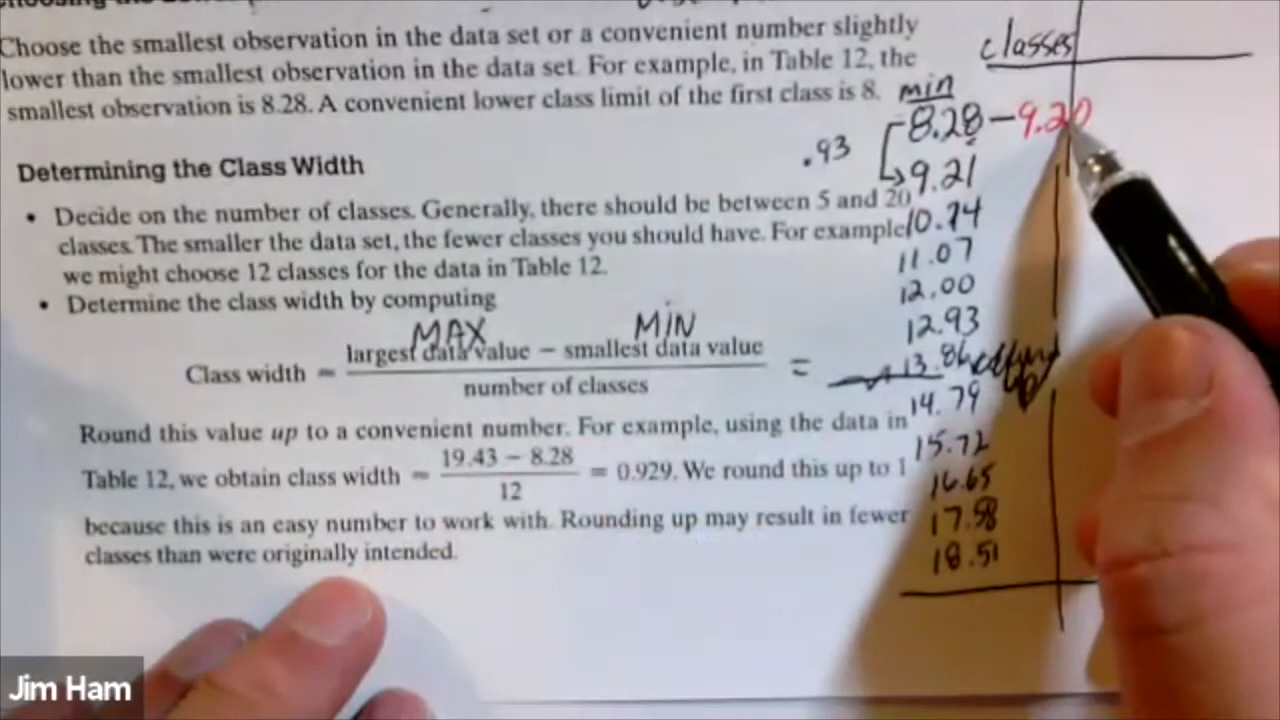 Choose the smallest observation in the data set or a convenient number slightly
lower than the smallest observation in the data set. For example, in Table 12, the
smallest observation is 8.28. A convenient lower class limit of the first class is 8.
Determining the Class Width
• Decide on the number of classes. Generally, there should be between 5 and 20
classes. The smaller the data set, the fewer classes you should have. For example
we might choose 12 classes for the data in Table 12.
• Determine the class width by computing
MAX MIN
largest data value − smallest data value
Class width ≈
number of classes
=
Round this value up to a convenient number. For example, using the data in
19.43 − 8.28
Table 12, we obtain class width ≈
12
= 0.929. We round this up to 1
because this is an easy number to work with. Rounding up may result in fewer
classes than were originally intended.
classes
min
8.28 − 9.20
.93
9.21
10.14
11.07
12.00
12.93
13.86
14.79
15.72
16.65
17.58
18.51
Jim Ham